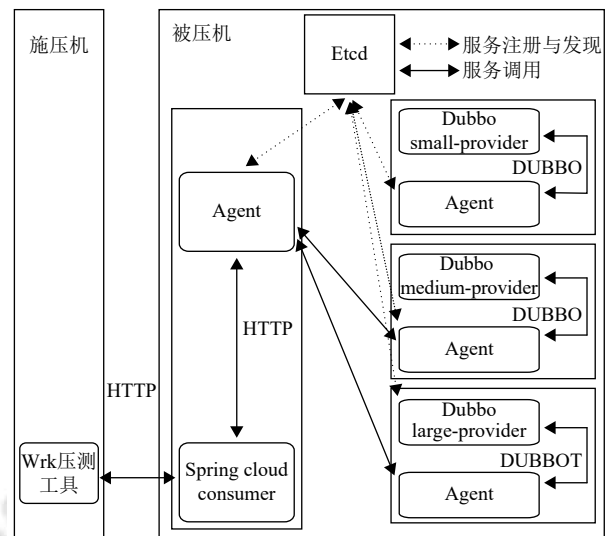 施压机
被压机
Etcd
服务注册与发现
服务调用
Dubbo
small-provider
DUBBO
Agent
Agent
Dubbo
medium-provider
DUBBO
Agent
HTTP
HTTP
Dubbo
large-provider
DUBBOT
Agent
Wrk压测
工具
Spring cloud
consumer